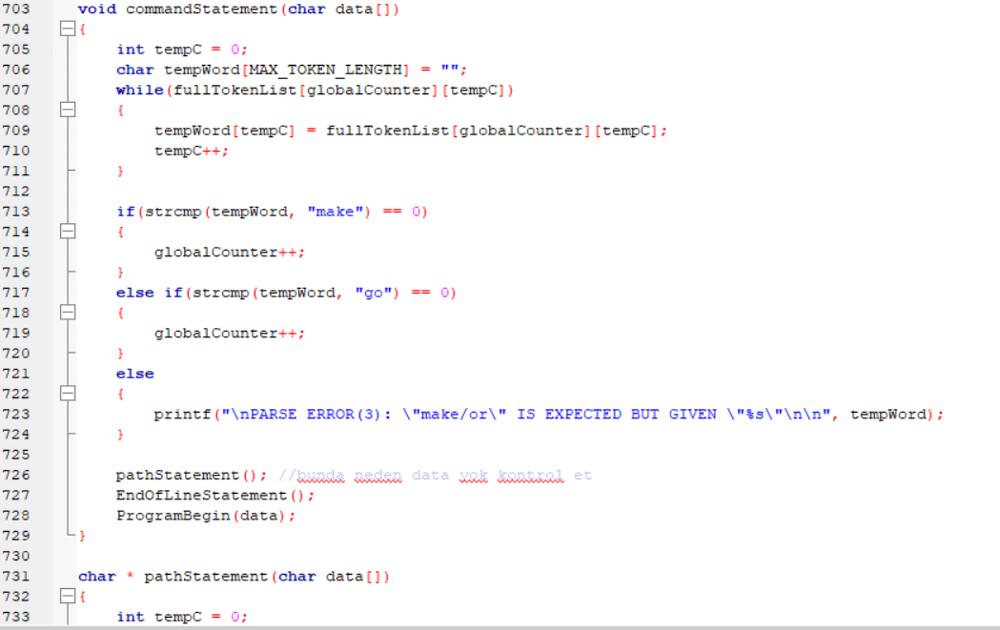 703 void commandStatement(char data[])
704 {
705 int tempC = 0;
706 char tempWord[MAX_TOKEN_LENGTH] = "";
707 while(fullTokenList[globalCounter][tempC])
708 {
709 tempWord[tempC] = fullTokenList[globalCounter][tempC];
710 tempC++;
711 }
712
713 if(strcmp(tempWord, "make") == 0)
714 {
715 globalCounter++;
716 }
717 else if(strcmp(tempWord, "go") == 0)
718 {
719 globalCounter++;
720 }
721 else
722 {
723 printf("\nPARSE ERROR(3): \"make/or\" IS EXPECTED BUT GIVEN \"%s\"\n\n", tempWord);
724 }
725
726 pathStatement(); //bunda neden data yok kontrol et
727 EndOfLineStatement();
728 ProgramBegin(data);
729 }
730
731 char * pathStatement(char data[])
732 {
733 int tempC = 0;